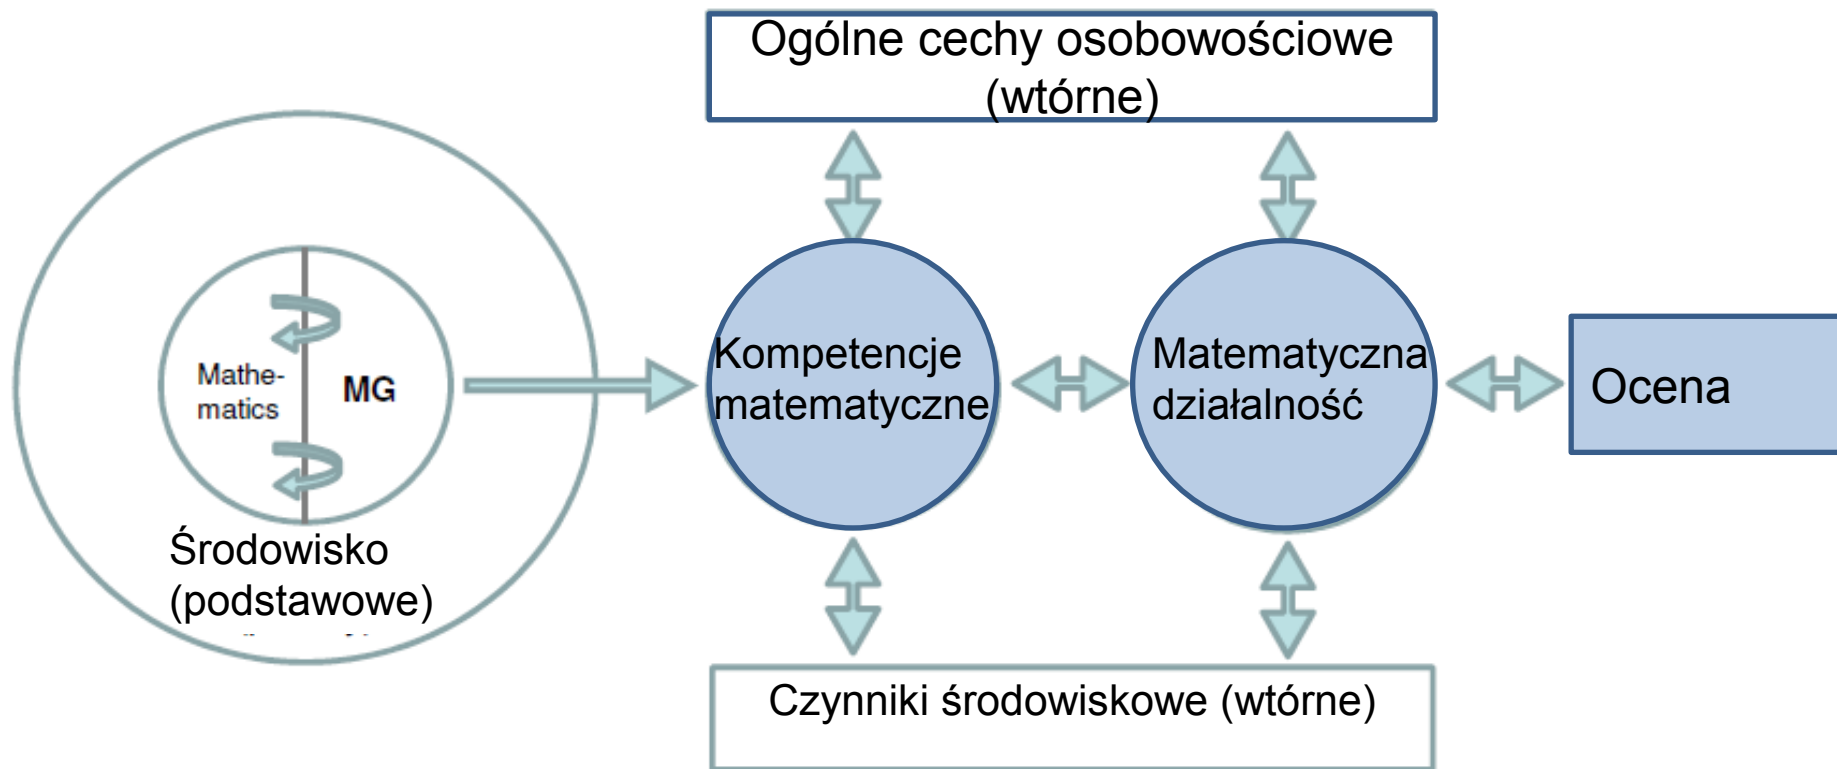 Ogólne cechy osobowościowe
(wtórne)
Mathe-
matics
MG
Środowisko
(podstawowe)
Kompetencje
matematyczne
Matematyczna
działalność
Ocena
Czynniki środowiskowe (wtórne)